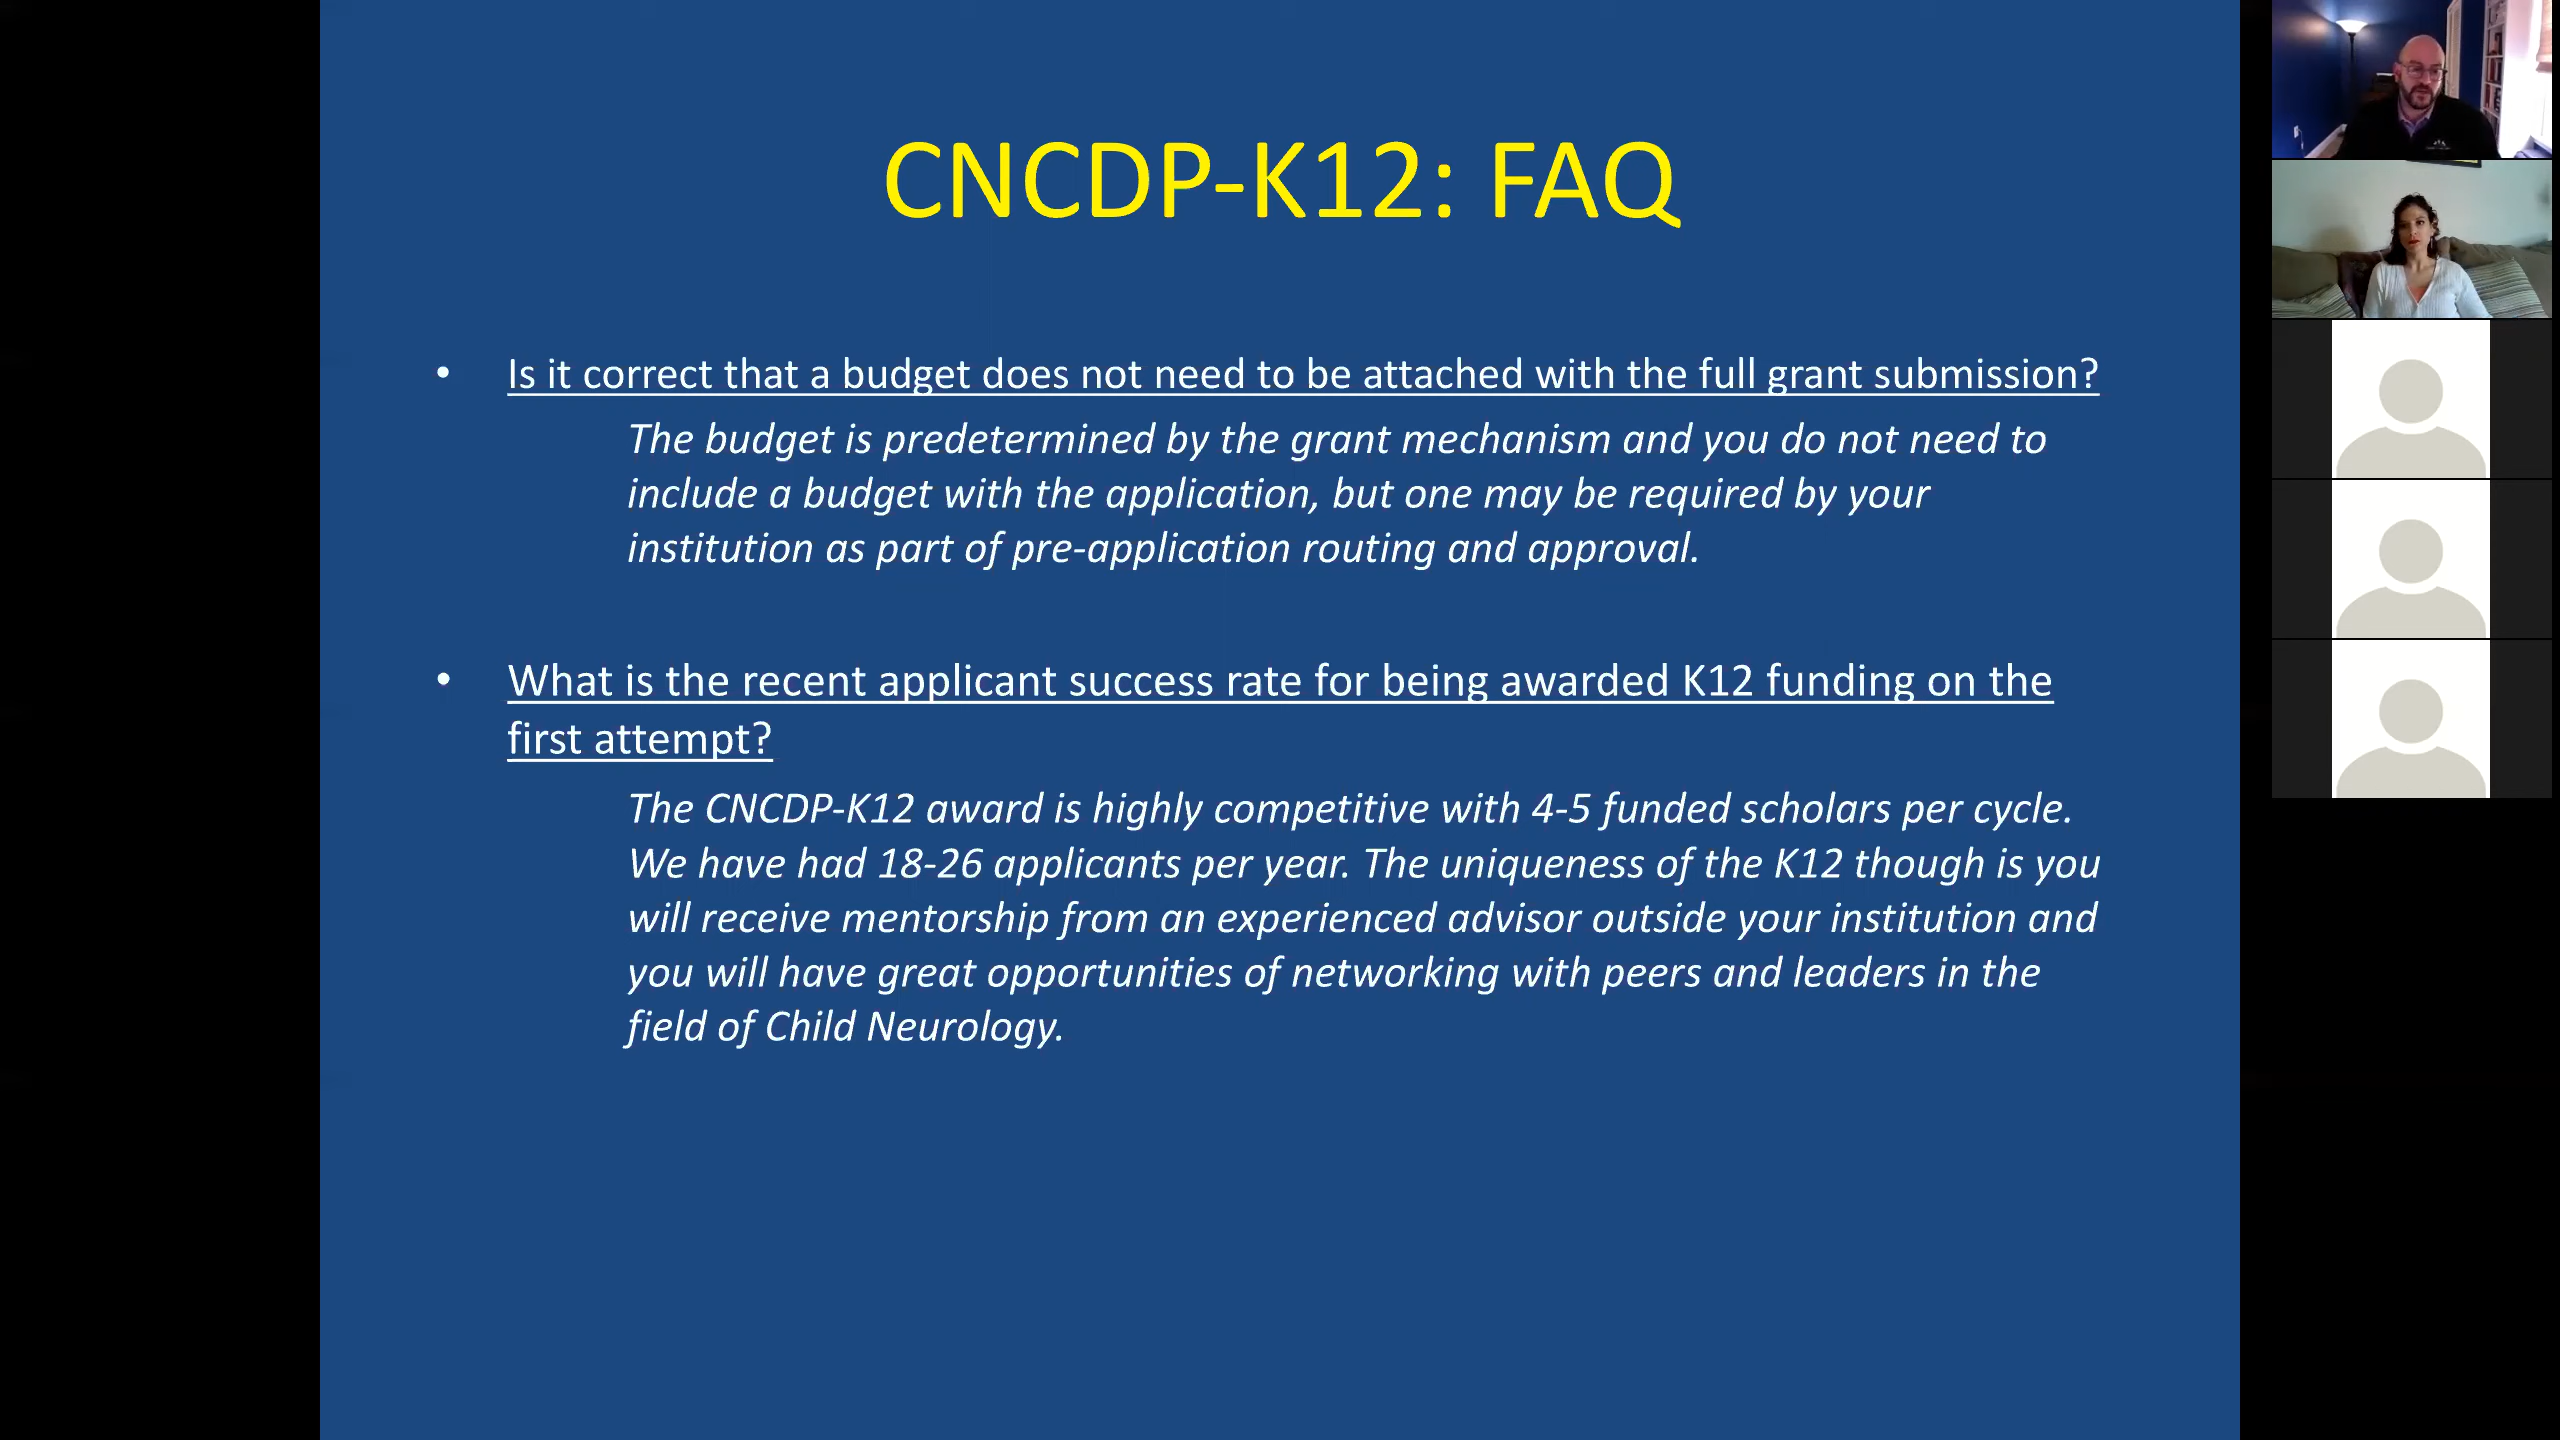 CNCDP-K12: FAQ
• Is it correct that a budget does not need to be attached with the full grant submission?
The budget is predetermined by the grant mechanism and you do not need to
include a budget with the application, but one may be required by your
institution as part of pre-application routing and approval.
• What is the recent applicant success rate for being awarded K12 funding on the
first attempt?
The CNCDP-K12 award is highly competitive with 4-5 funded scholars per cycle.
We have had 18-26 applicants per year. The uniqueness of the K12 though is you
will receive mentorship from an experienced advisor outside your institution and
you will have great opportunities of networking with peers and leaders in the
field of Child Neurology.